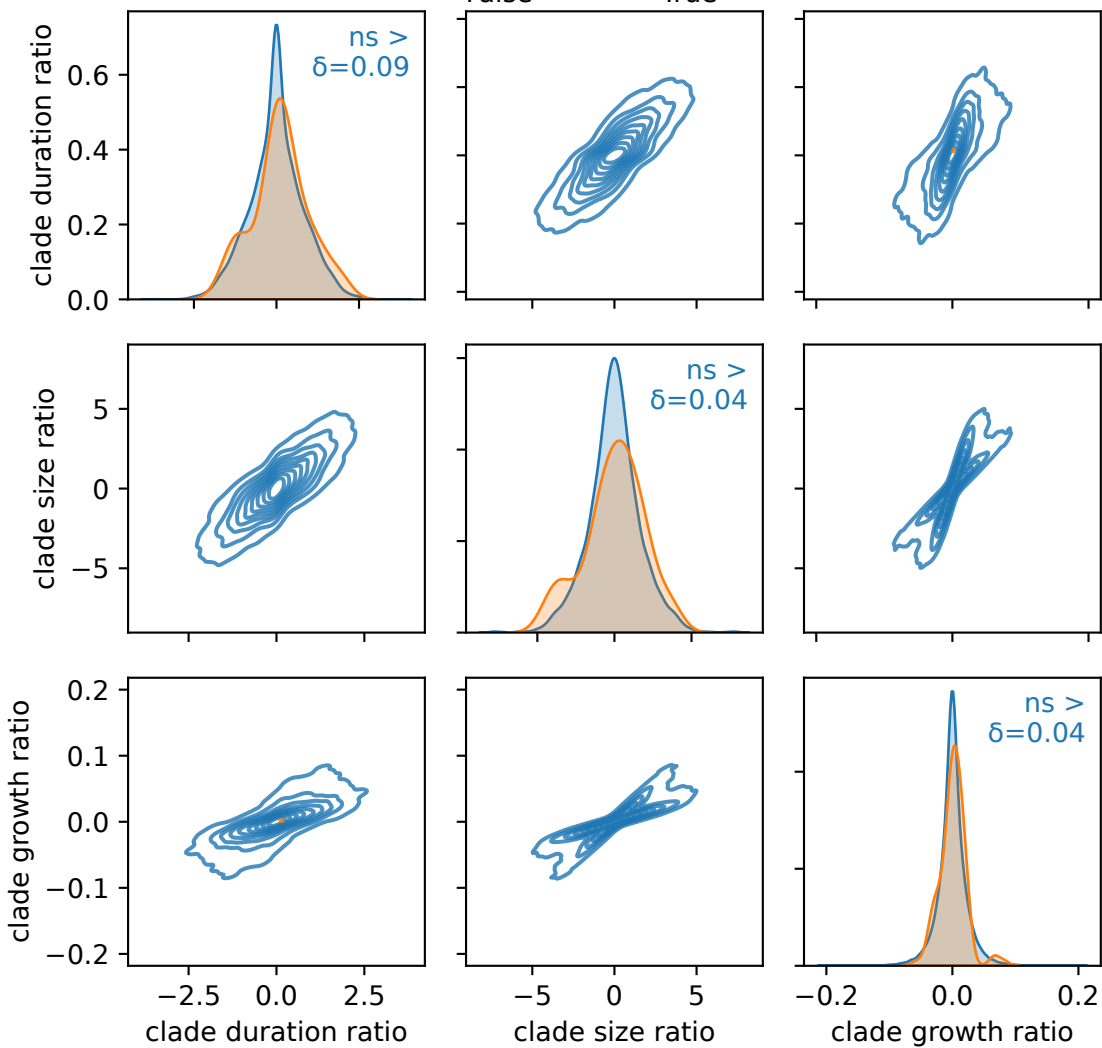 False True
clade duration ratio
0.6
0.4
0.2
0.0
ns >
δ=0.09
clade size ratio
5
0
−5
ns >
δ=0.04
clade growth ratio
0.2
0.1
0.0
−0.1
−0.2
ns >
δ=0.04
−2.5 0.0 2.5
−5 0 5
−0.2 0.0 0.2
clade duration ratio
clade size ratio
clade growth ratio